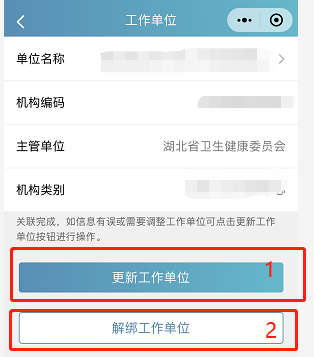 工作单位
单位名称
机构编码
主管单位 湖北省卫生健康委员会
机构类别
关联完成，如信息有误或需要调整工作单位可点击更新工作
单位按钮进行操作。
更新工作单位 1
解绑工作单位 2